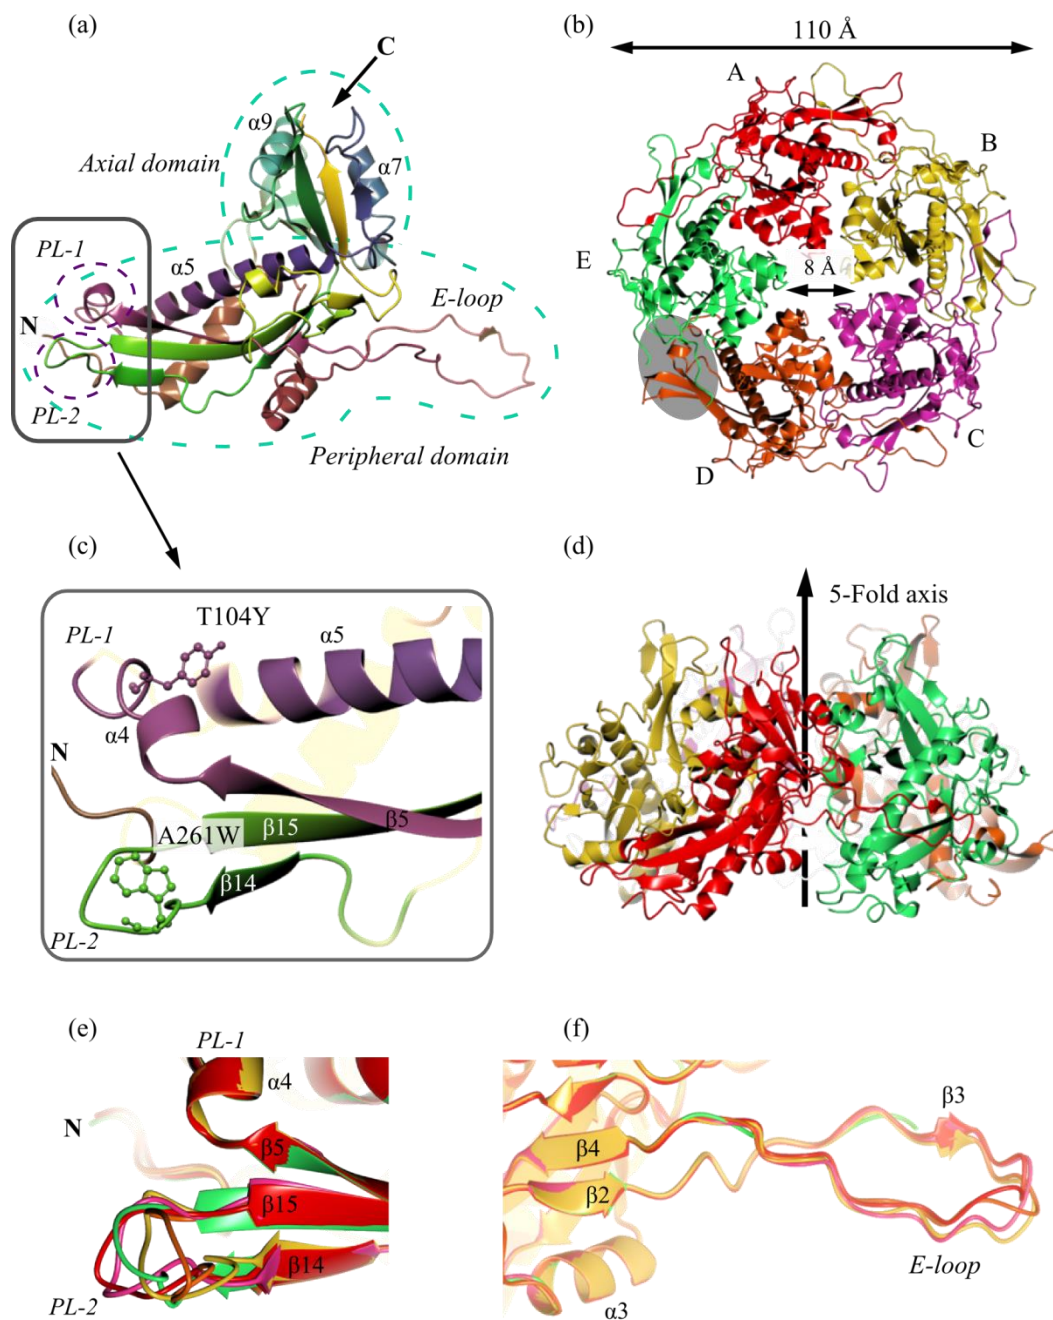 (a)
C
α9
Axial domain
α7
PL-1
α5
E-loop
N
PL-2
Peripheral domain
(b)
110 Å
A
B
E
8 Å
C
D
(c)
T104Y
PL-1
α5
α4
N
A261W
β15
β5
β14
PL-2
(d)
5-Fold axis
(e)
PL-1
α4
N
β5
β15
β14
PL-2
(f)
β3
β4
β2
E-loop
α3